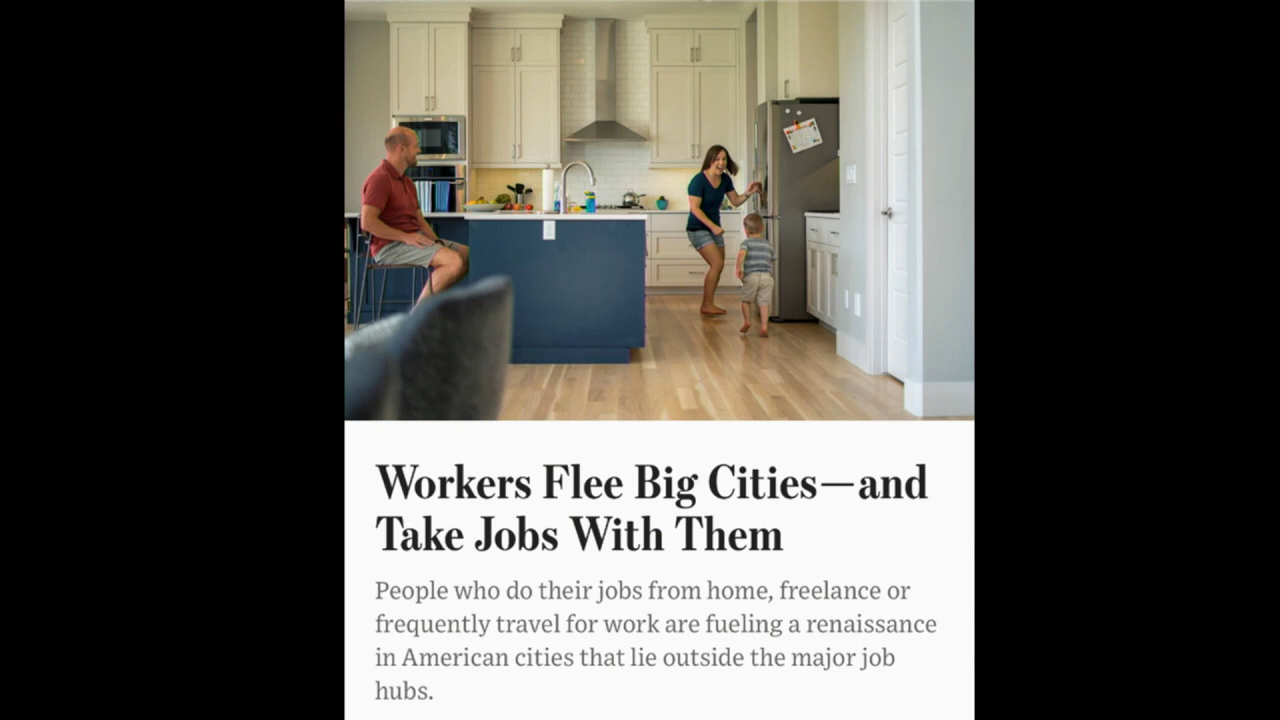 Workers Flee Big Cities—and
Take Jobs With Them
People who do their jobs from home, freelance or
frequently travel for work are fueling a renaissance
in American cities that lie outside the major job
hubs.